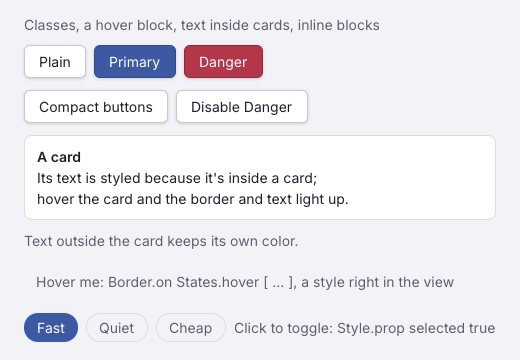 Classes, a hover block, text inside cards, inline blocks
Plain Primary Danger
Compact buttons Disable Danger
A card
Its text is styled because it's inside a card;
hover the card and the border and text light up.
Text outside the card keeps its own color.
Hover me: Border.on States.hover [ ... ], a style right in the view
Fast Quiet Cheap Click to toggle: Style.prop selected true